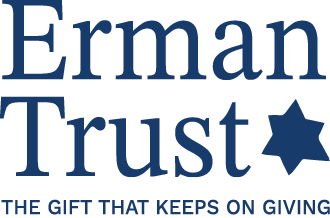 Erman
Trust
THE GIFT THAT KEEPS ON GIVING